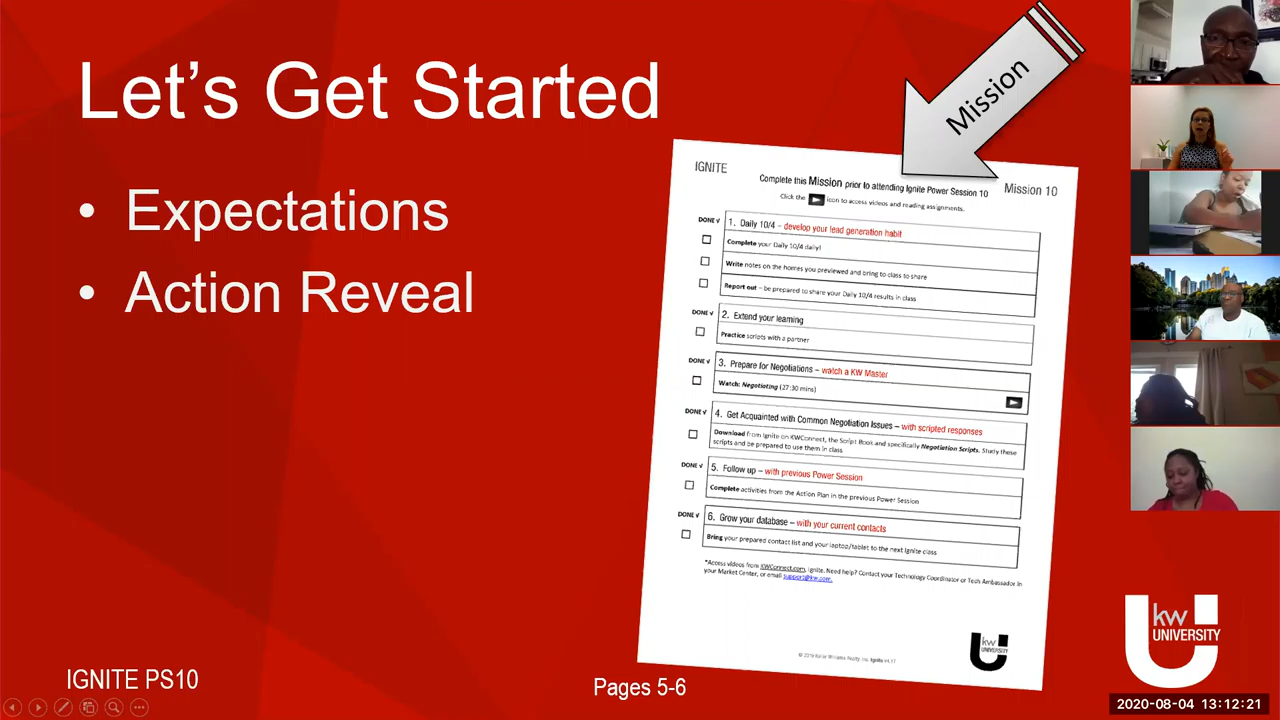 Let's Get Started
• Expectations
• Action Reveal
Mission
IGNITE
Mission 10
Complete this Mission prior to attending Ignite Power Session 10
Click the icon to access videos and reading assignments.
DONE √
1. Daily 10/4 – develop your lead generation habit
Complete your Daily 10/4 daily!
Write notes on the homes you previewed and bring to class to share
Report out – be prepared to share your Daily 10/4 results in class
DONE √
2. Extend your learning
Practice scripts with a partner
DONE √
3. Prepare for Negotiations – watch a KW Master
Watch: Negotiating (27:30 mins)
DONE √
4. Get Acquainted with Common Negotiation Issues – with scripted responses
Download from Ignite on KWConnect, the Script Book and specifically Negotiation Scripts. Study these
scripts and be prepared to use them in class
DONE √
5. Follow up – with previous Power Session
Complete activities from the Action Plan in the previous Power Session
DONE √
6. Grow your database – with your current contacts
Bring your prepared contact list and your laptop/tablet to the next Ignite class
*Access videos from KWConnect.com, Ignite. Need help? Contact your Technology Coordinator or Tech Ambassador in
your Market Center, or email support@kw.com.
kw
UNIVERSITY
Keller Williams Realty, Inc. Ignite
IGNITE PS10
Pages 5-6
kw
UNIVERSITY
2020-08-04 13:12:21